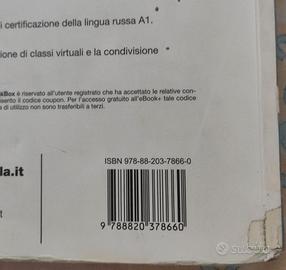 i certificazione della lingua russa A1.
ione di classi virtuali e la condivisione
kBox è riservato all'utente registrato che ha accettato le relative con-
isento il codice coupon. Per l'accesso gratuito all'eBook+ tale codice
di utilizzo non sono trasferibili a terzi.
la.it
ISBN 978-88-203-7866-0
t
9 788820 378660
SUBITO